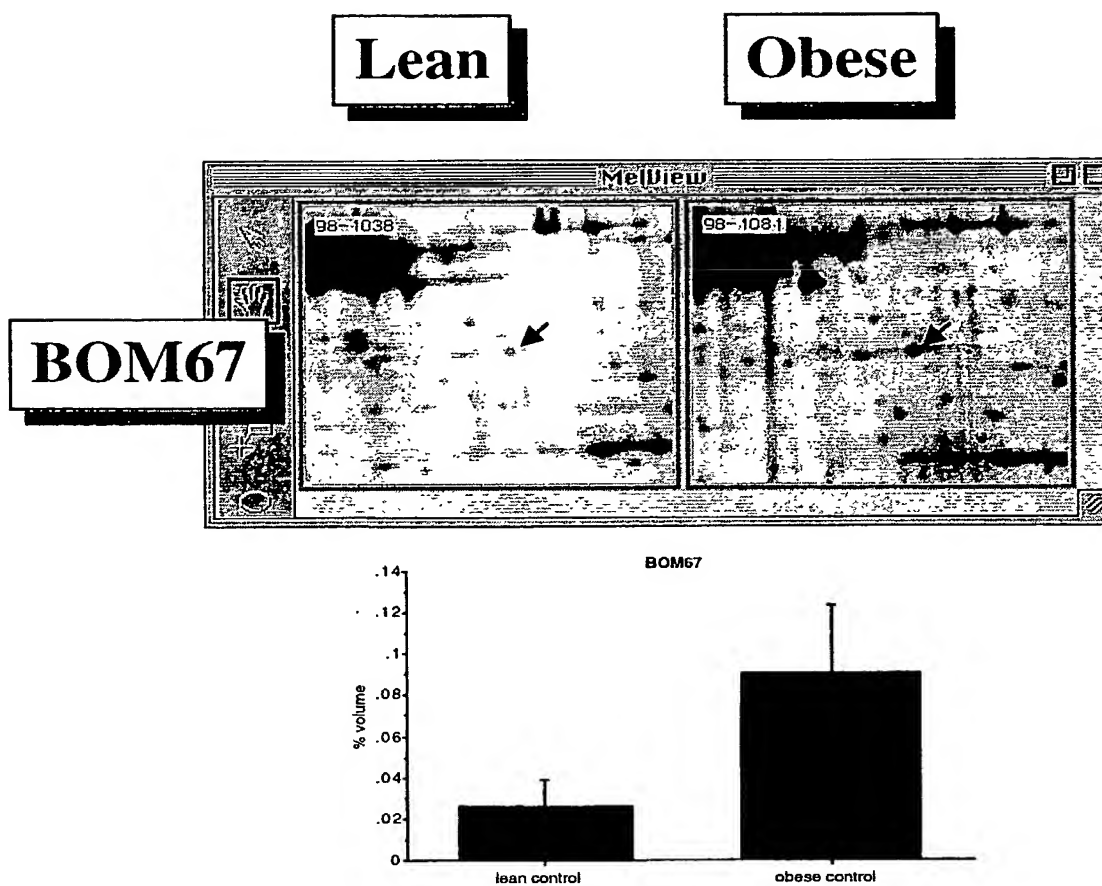 Lean
Obese
MelView
98-1038
98-1081
BOM67
BOM67
.14
.12
.1
.08
.06
.04
.02
0
% volume
lean control
obese control